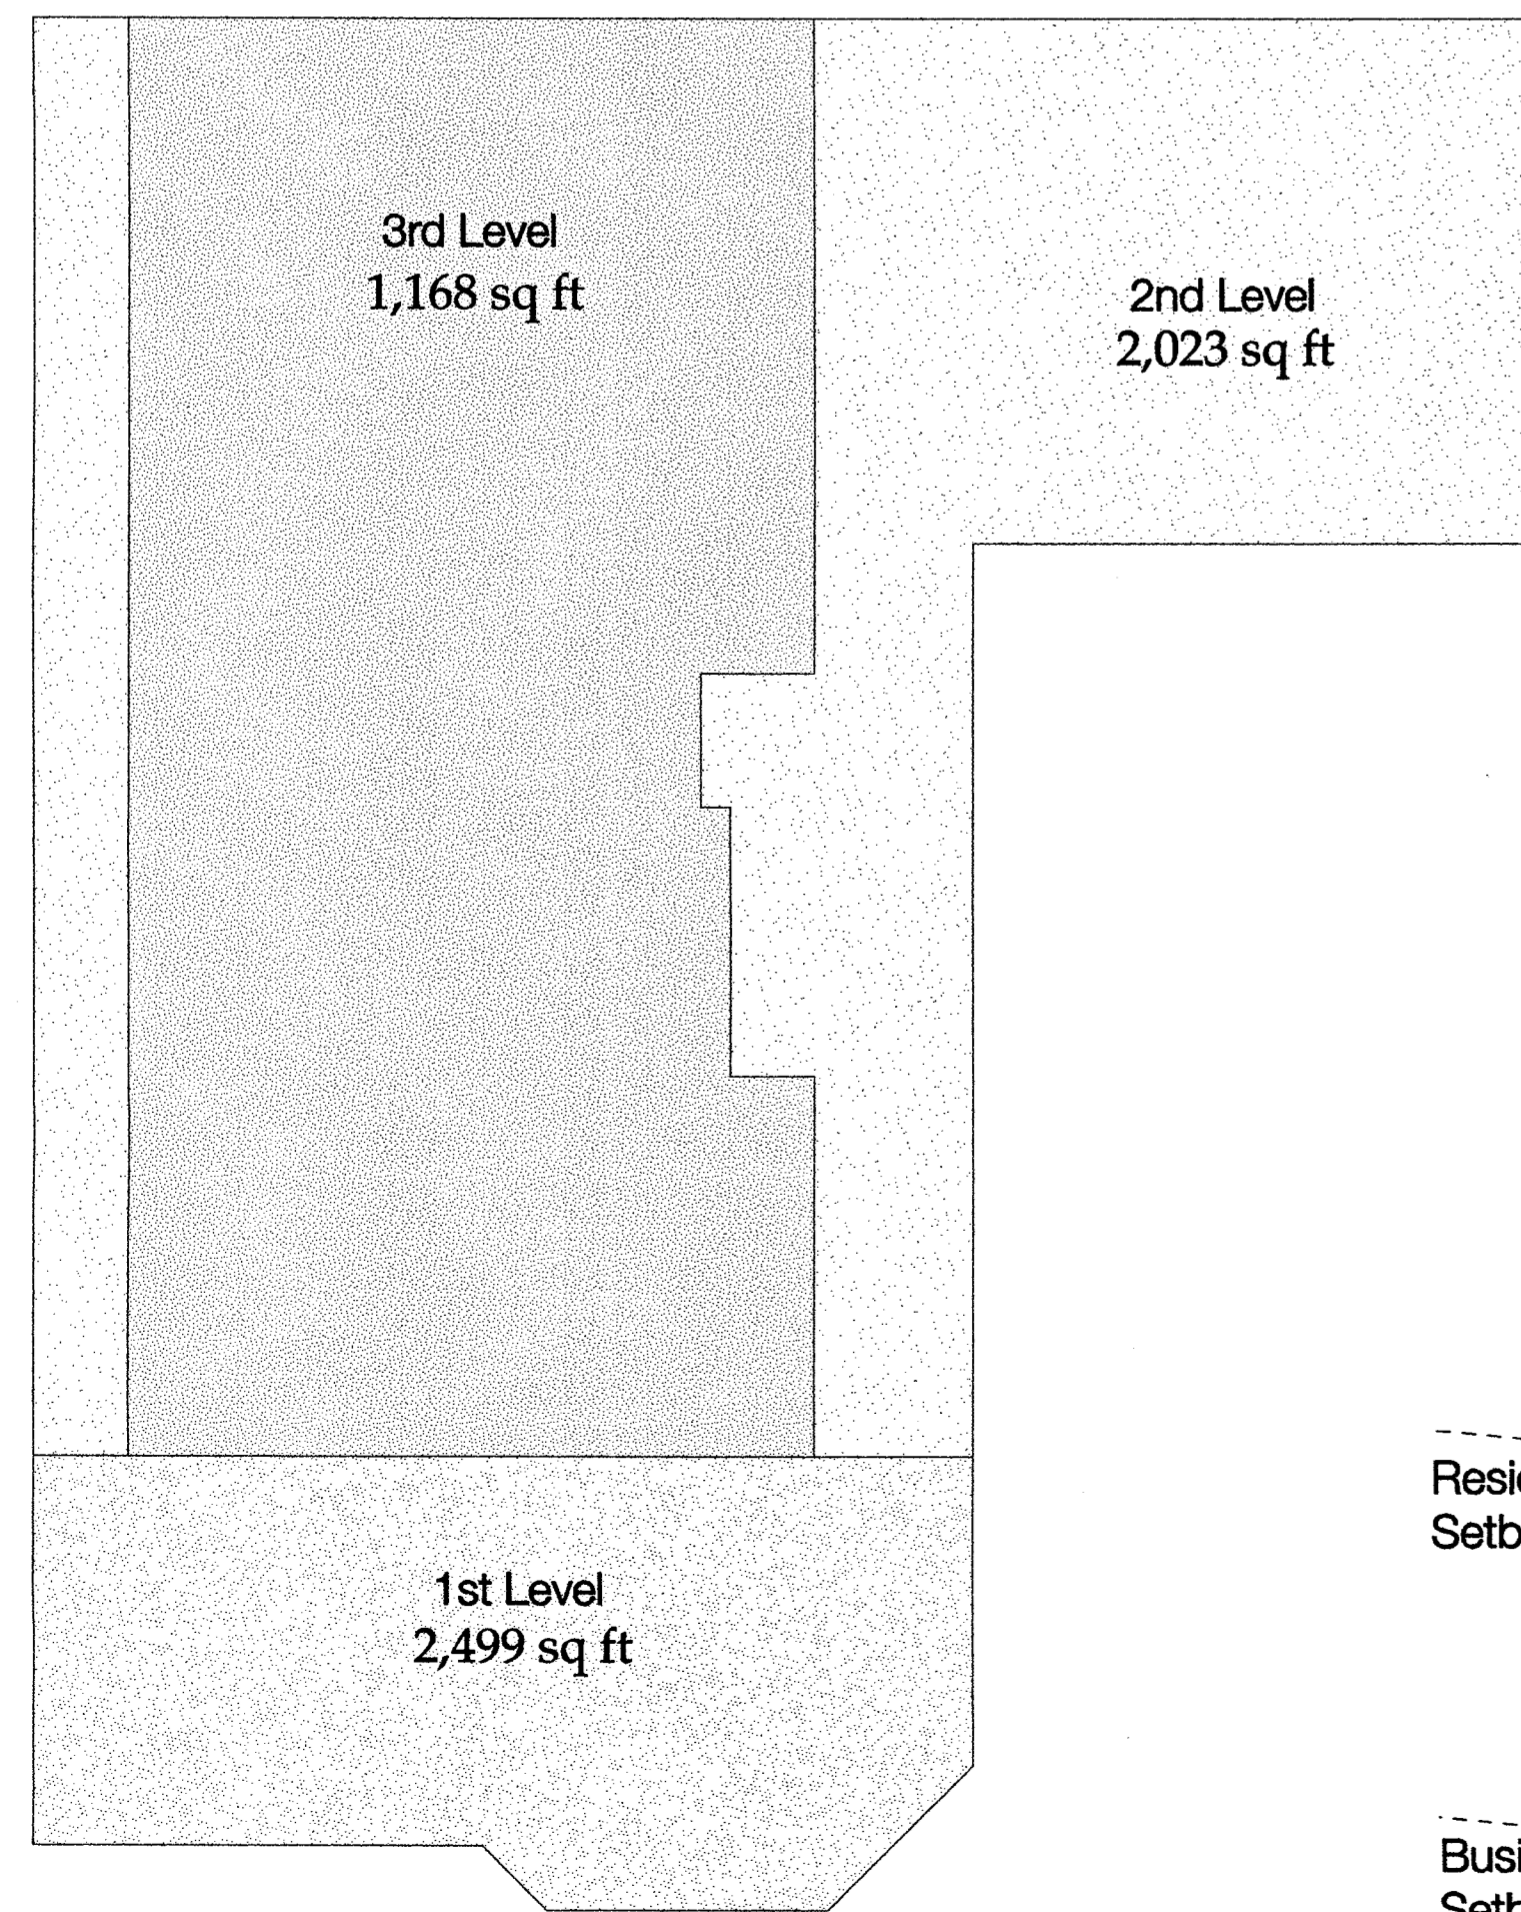 3rd Level
1,168 sq ft
2nd Level
2,023 sq ft
1st Level
2,499 sq ft